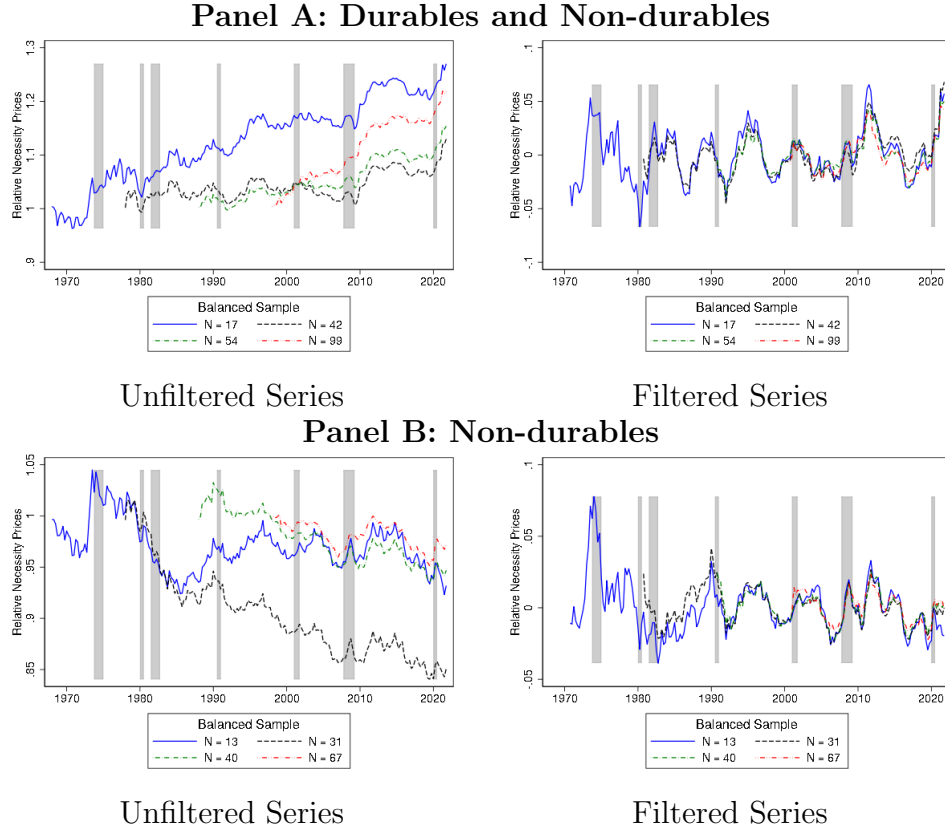 Panel A: Durables and Non-durables
Relative Necessity Prices
1.3
1.2
1.1
1
.9
1970 1980 1990 2000 2010 2020
Balanced Sample
N = 17 N = 42
N = 54 N = 99
Unfiltered Series
Relative Necessity Prices
.1
.05
0
-.05
-.1
1970 1980 1990 2000 2010 2020
Balanced Sample
N = 17 N = 42
N = 54 N = 99
Filtered Series
Panel B: Non-durables
Relative Necessity Prices
1.05
1
.95
.9
.85
1970 1980 1990 2000 2010 2020
Balanced Sample
N = 13 N = 31
N = 40 N = 67
Unfiltered Series
Relative Necessity Prices
.1
.05
0
-.05
1970 1980 1990 2000 2010 2020
Balanced Sample
N = 13 N = 31
N = 40 N = 67
Filtered Series